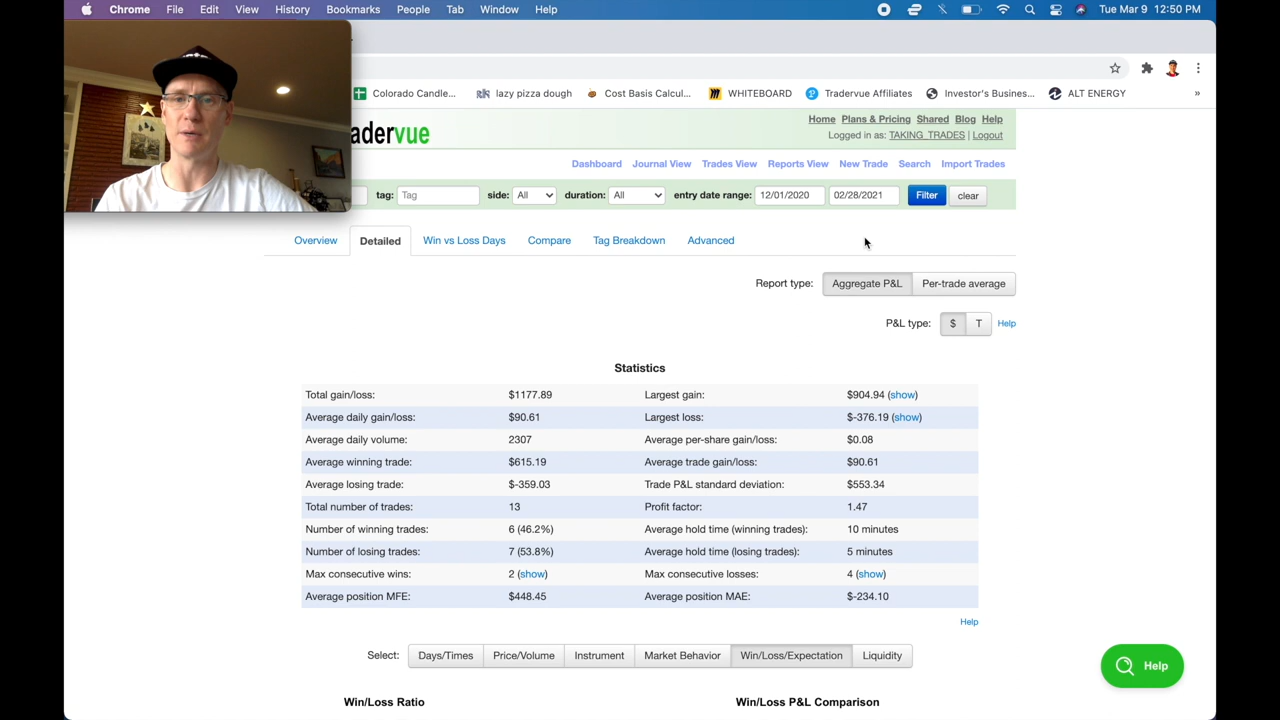 Chrome File Edit View History Bookmarks People Tab Window Help Tue Mar 9 12:50 PM
Colorado Candle... lazy pizza dough Cost Basis Calcul... WHITEBOARD Tradervue Affiliates Investor's Busines... ALT ENERGY »
Home Plans & Pricing Shared Blog Help
adervue
Logged in as: TAKING_TRADES | Logout
Dashboard Journal View Trades View Reports View New Trade Search Import Trades
tag: Tag side: All duration: All entry date range: 12/01/2020 02/28/2021 Filter clear
Overview Detailed Win vs Loss Days Compare Tag Breakdown Advanced
Report type: Aggregate P&L Per-trade average
P&L type: $ T Help
Statistics
Total gain/loss: $1177.89 Largest gain: $904.94 (show)
Average daily gain/loss: $90.61 Largest loss: $-376.19 (show)
Average daily volume: 2307 Average per-share gain/loss: $0.08
Average winning trade: $615.19 Average trade gain/loss: $90.61
Average losing trade: $-359.03 Trade P&L standard deviation: $553.34
Total number of trades: 13 Profit factor: 1.47
Number of winning trades: 6 (46.2%) Average hold time (winning trades): 10 minutes
Number of losing trades: 7 (53.8%) Average hold time (losing trades): 5 minutes
Max consecutive wins: 2 (show) Max consecutive losses: 4 (show)
Average position MFE: $448.45 Average position MAE: $-234.10
Help
Select: Days/Times Price/Volume Instrument Market Behavior Win/Loss/Expectation Liquidity
Help
Win/Loss Ratio Win/Loss P&L Comparison